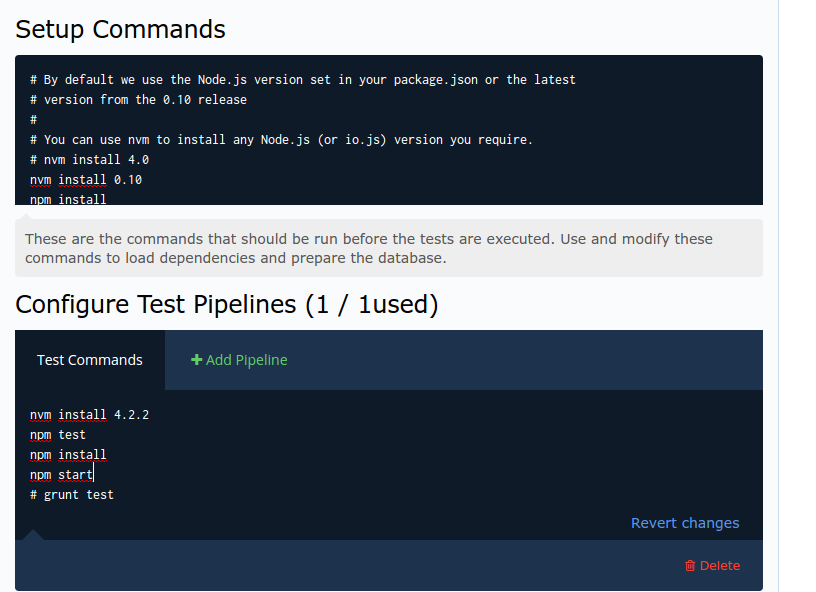 Setup Commands
# By default we use the Node.js version set in your package.json or the latest
# version from the 0.10 release
#
# You can use nvm to install any Node.js (or io.js) version you require.
# nvm install 4.0
nvm install 0.10
npm install
These are the commands that should be run before the tests are executed. Use and modify these
commands to load dependencies and prepare the database.
Configure Test Pipelines (1 / 1used)
Test Commands
Add Pipeline
nvm install 4.2.2
npm test
npm install
npm start
# grunt test
Revert changes
Delete